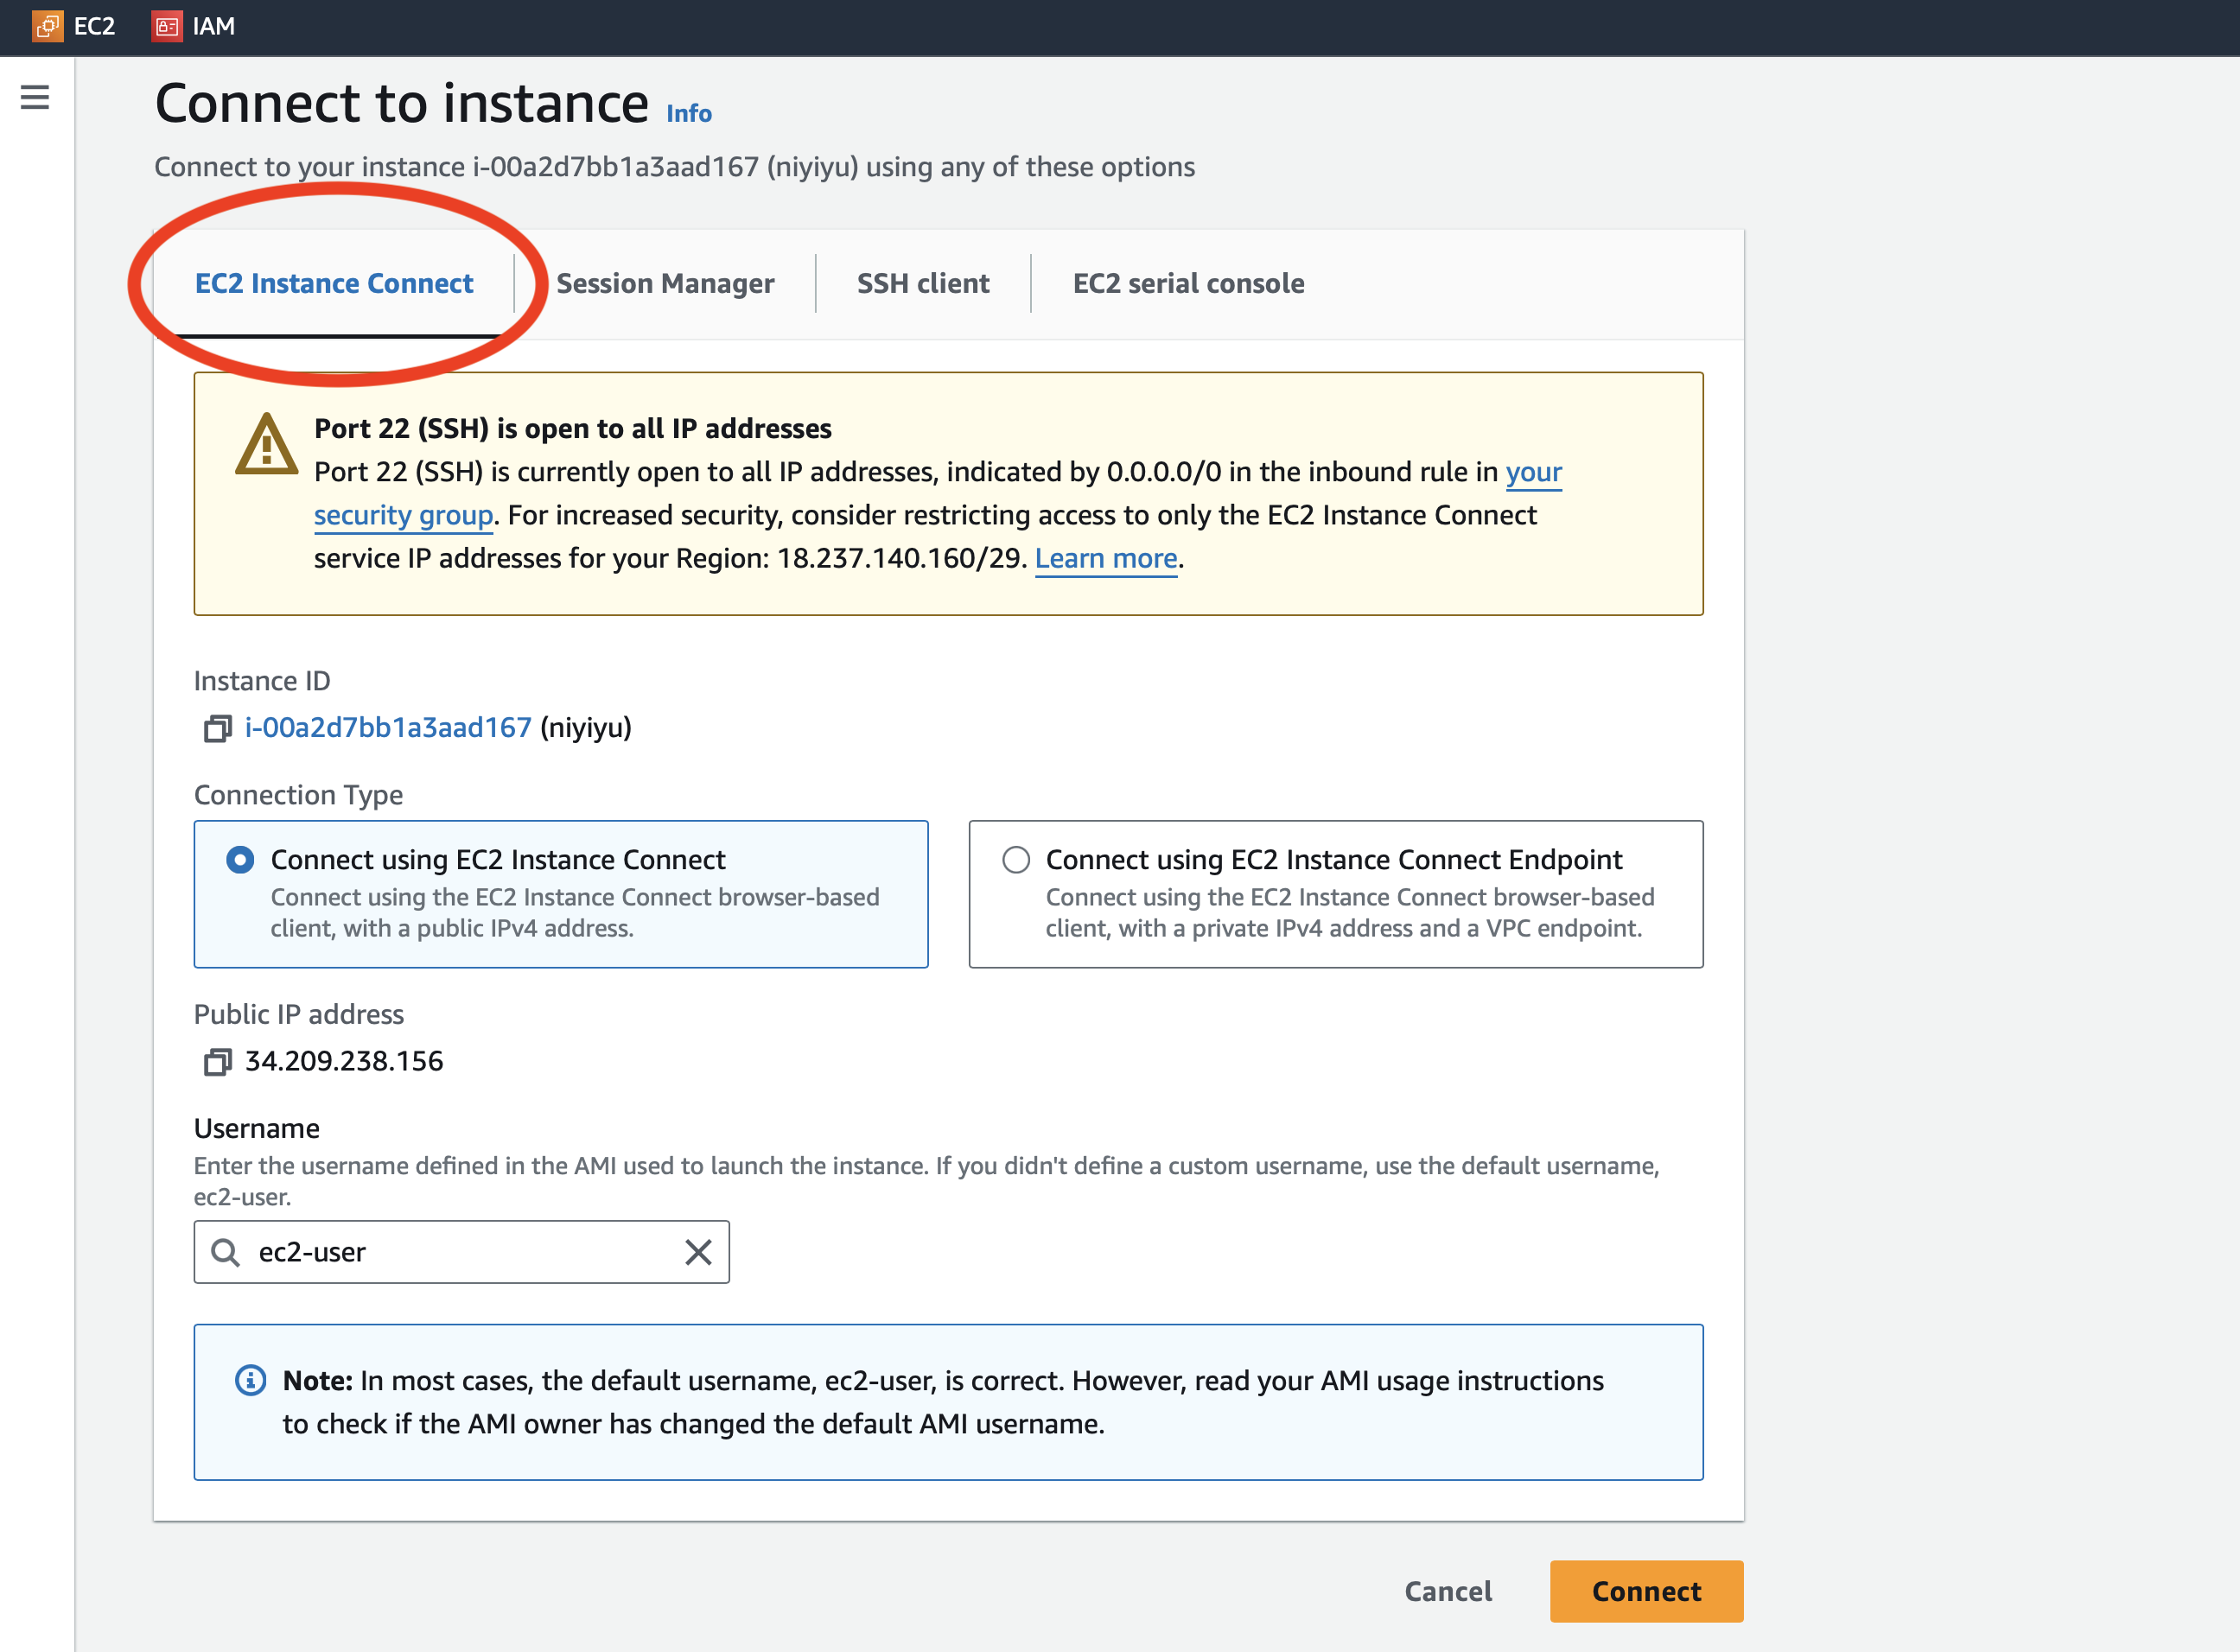 EC2
IAM
Connect to instance Info
Connect to your instance i-00a2d7bb1a3aad167 (niyiyu) using any of these options
EC2 Instance Connect
Session Manager
SSH client
EC2 serial console
Port 22 (SSH) is open to all IP addresses
Port 22 (SSH) is currently open to all IP addresses, indicated by 0.0.0.0/0 in the inbound rule in your
security group. For increased security, consider restricting access to only the EC2 Instance Connect
service IP addresses for your Region: 18.237.140.160/29. Learn more.
Instance ID
i-00a2d7bb1a3aad167 (niyiyu)
Connection Type
Connect using EC2 Instance Connect
Connect using the EC2 Instance Connect browser-based
client, with a public IPv4 address.
Connect using EC2 Instance Connect Endpoint
Connect using the EC2 Instance Connect browser-based
client, with a private IPv4 address and a VPC endpoint.
Public IP address
34.209.238.156
Username
Enter the username defined in the AMI used to launch the instance. If you didn't define a custom username, use the default username,
ec2-user.
ec2-user
Note: In most cases, the default username, ec2-user, is correct. However, read your AMI usage instructions
to check if the AMI owner has changed the default AMI username.
Cancel
Connect